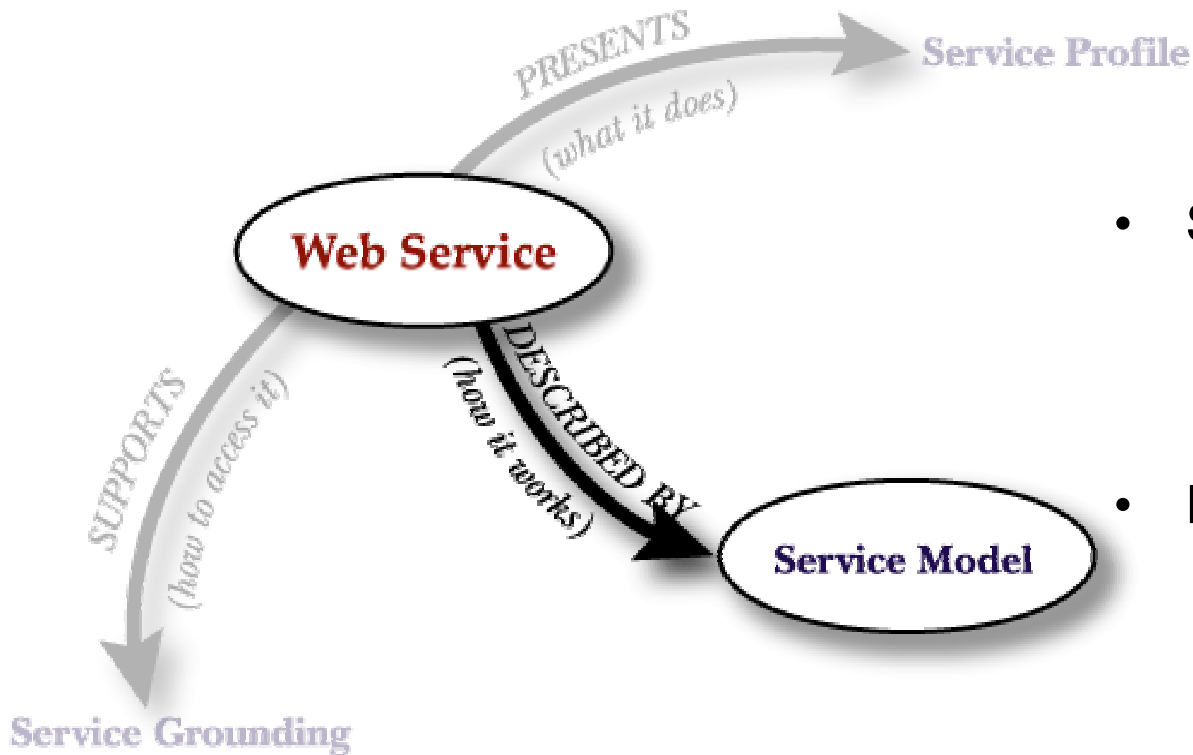 PRESENTS
(what it does)
Service Profile
Web Service
• S
DESCRIBED BY
(how it works)
SUPPORTS
(how to access it)
Service Model
Service Grounding